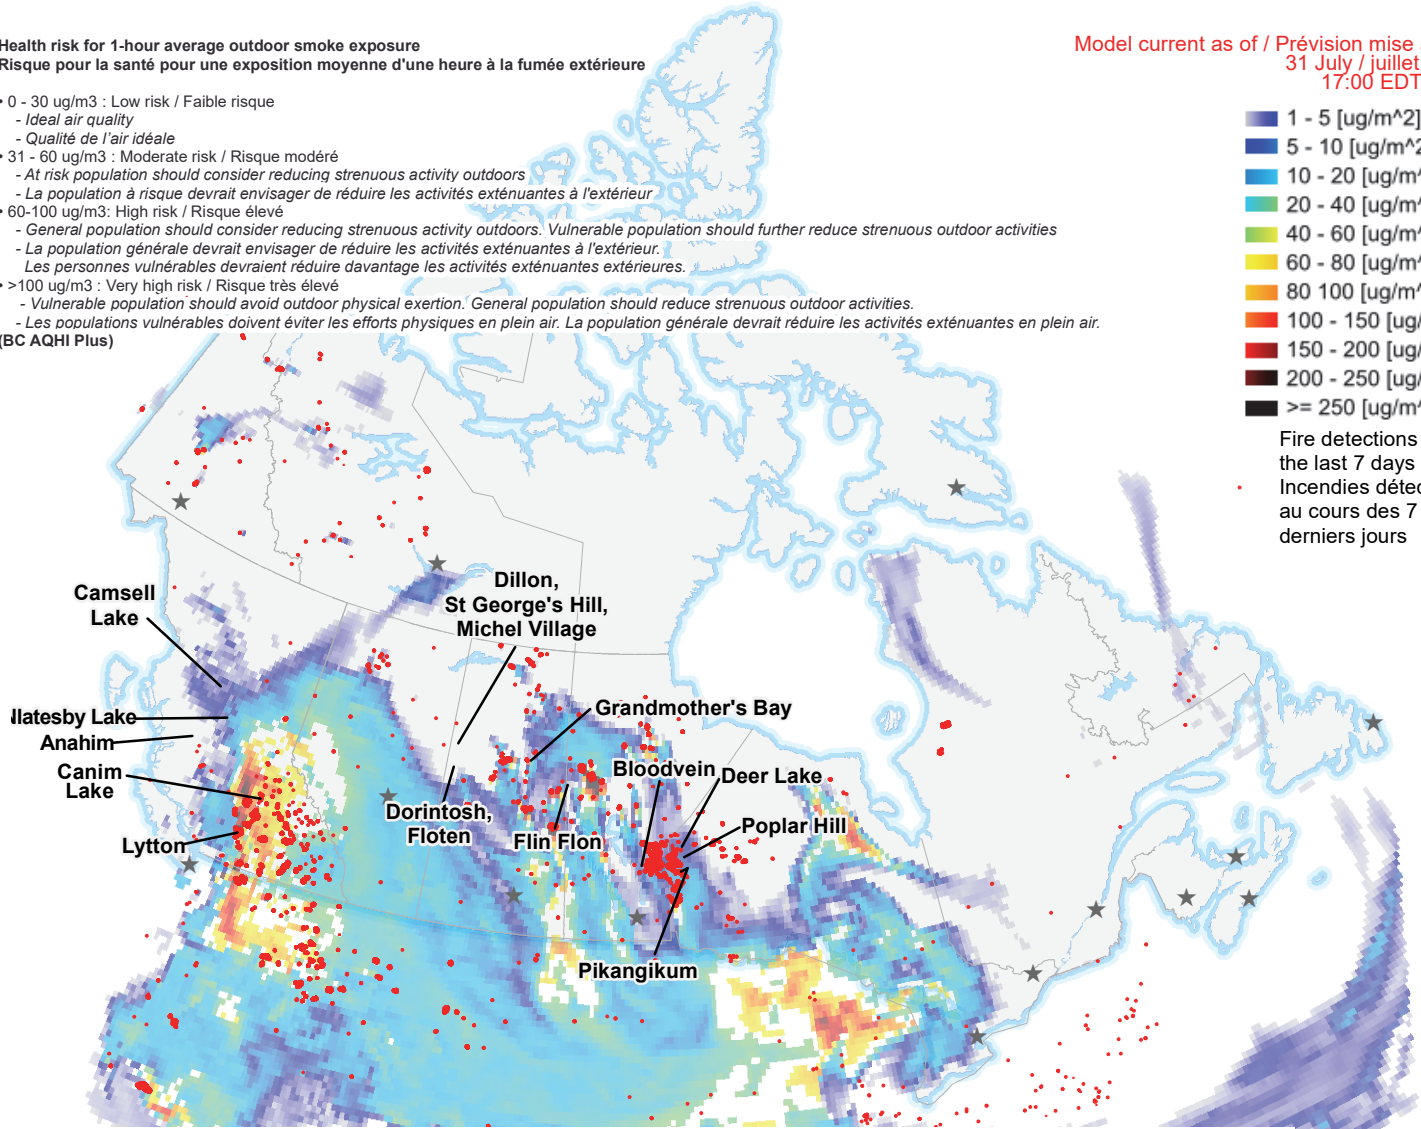 Health risk for 1-hour average outdoor smoke exposure
Risque pour la santé pour une exposition moyenne d'une heure à la fumée extérieure
• 0 - 30 ug/m3 : Low risk / Faible risque
- Ideal air quality
- Qualité de l'air idéale
• 31 - 60 ug/m3 : Moderate risk / Risque modéré
- At risk population should consider reducing strenuous activity outdoors
- La population à risque devrait envisager de réduire les activités exténuantes à l'extérieur
• 60-100 ug/m3: High risk / Risque élevé
- General population should consider reducing strenuous activity outdoors. Vulnerable population should further reduce strenuous outdoor activities
- La population générale devrait envisager de réduire les activités exténuantes à l'extérieur.
Les personnes vulnérables devraient réduire davantage les activités exténuantes extérieures.
• >100 ug/m3 : Very high risk / Risque très élevé
- Vulnerable population should avoid outdoor physical exertion. General population should reduce strenuous outdoor activities.
- Les populations vulnérables doivent éviter les efforts physiques en plein air. La population générale devrait réduire les activités exténuantes en plein air.
(BC AQHI Plus)
Model current as of / Prévision mise
31 July / juillet
17:00 EDT
1 - 5 [ug/m^2]
5 - 10 [ug/m^2
10 - 20 [ug/m^
20 - 40 [ug/m^
40 - 60 [ug/m^
60 - 80 [ug/m^
80 100 [ug/m^
100 - 150 [ug/
150 - 200 [ug/
200 - 250 [ug/
>= 250 [ug/m^
Fire detections
the last 7 days
Incendies détec
au cours des 7
derniers jours
Camsell
Lake
Dillon,
St George's Hill,
Michel Village
llatesby Lake
Anahim
Canim
Lake
Lytton
Grandmother's Bay
Bloodvein
Deer Lake
Dorintosh,
Floten
Flin Flon
Poplar Hill
Pikangikum